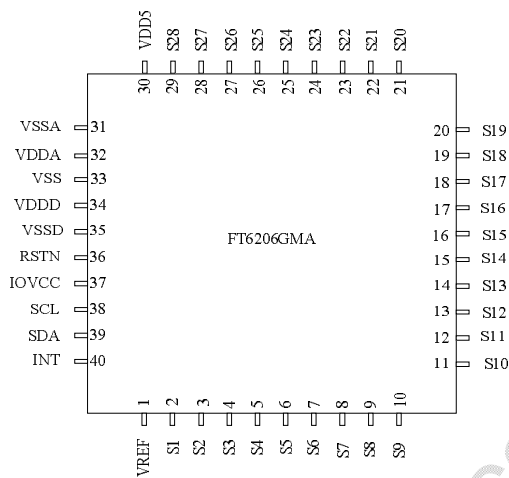 VDD5 S28 S27 S26 S25 S24 S23 S22 S21 S20
30 29 28 27 26 25 24 23 22 21
VSSA 31 20 S19
VDDA 32 19 S18
VSS 33 18 S17
VDDD 34 17 S16
VSSD 35 16 S15
FT6206GMA
RSTN 36 15 S14
IOVCC 37 14 S13
SCL 38 13 S12
SDA 39 12 S11
INT 40 11 S10
1 2 3 4 5 6 7 8 9 10
VREF S1 S2 S3 S4 S5 S6 S7 S8 S9